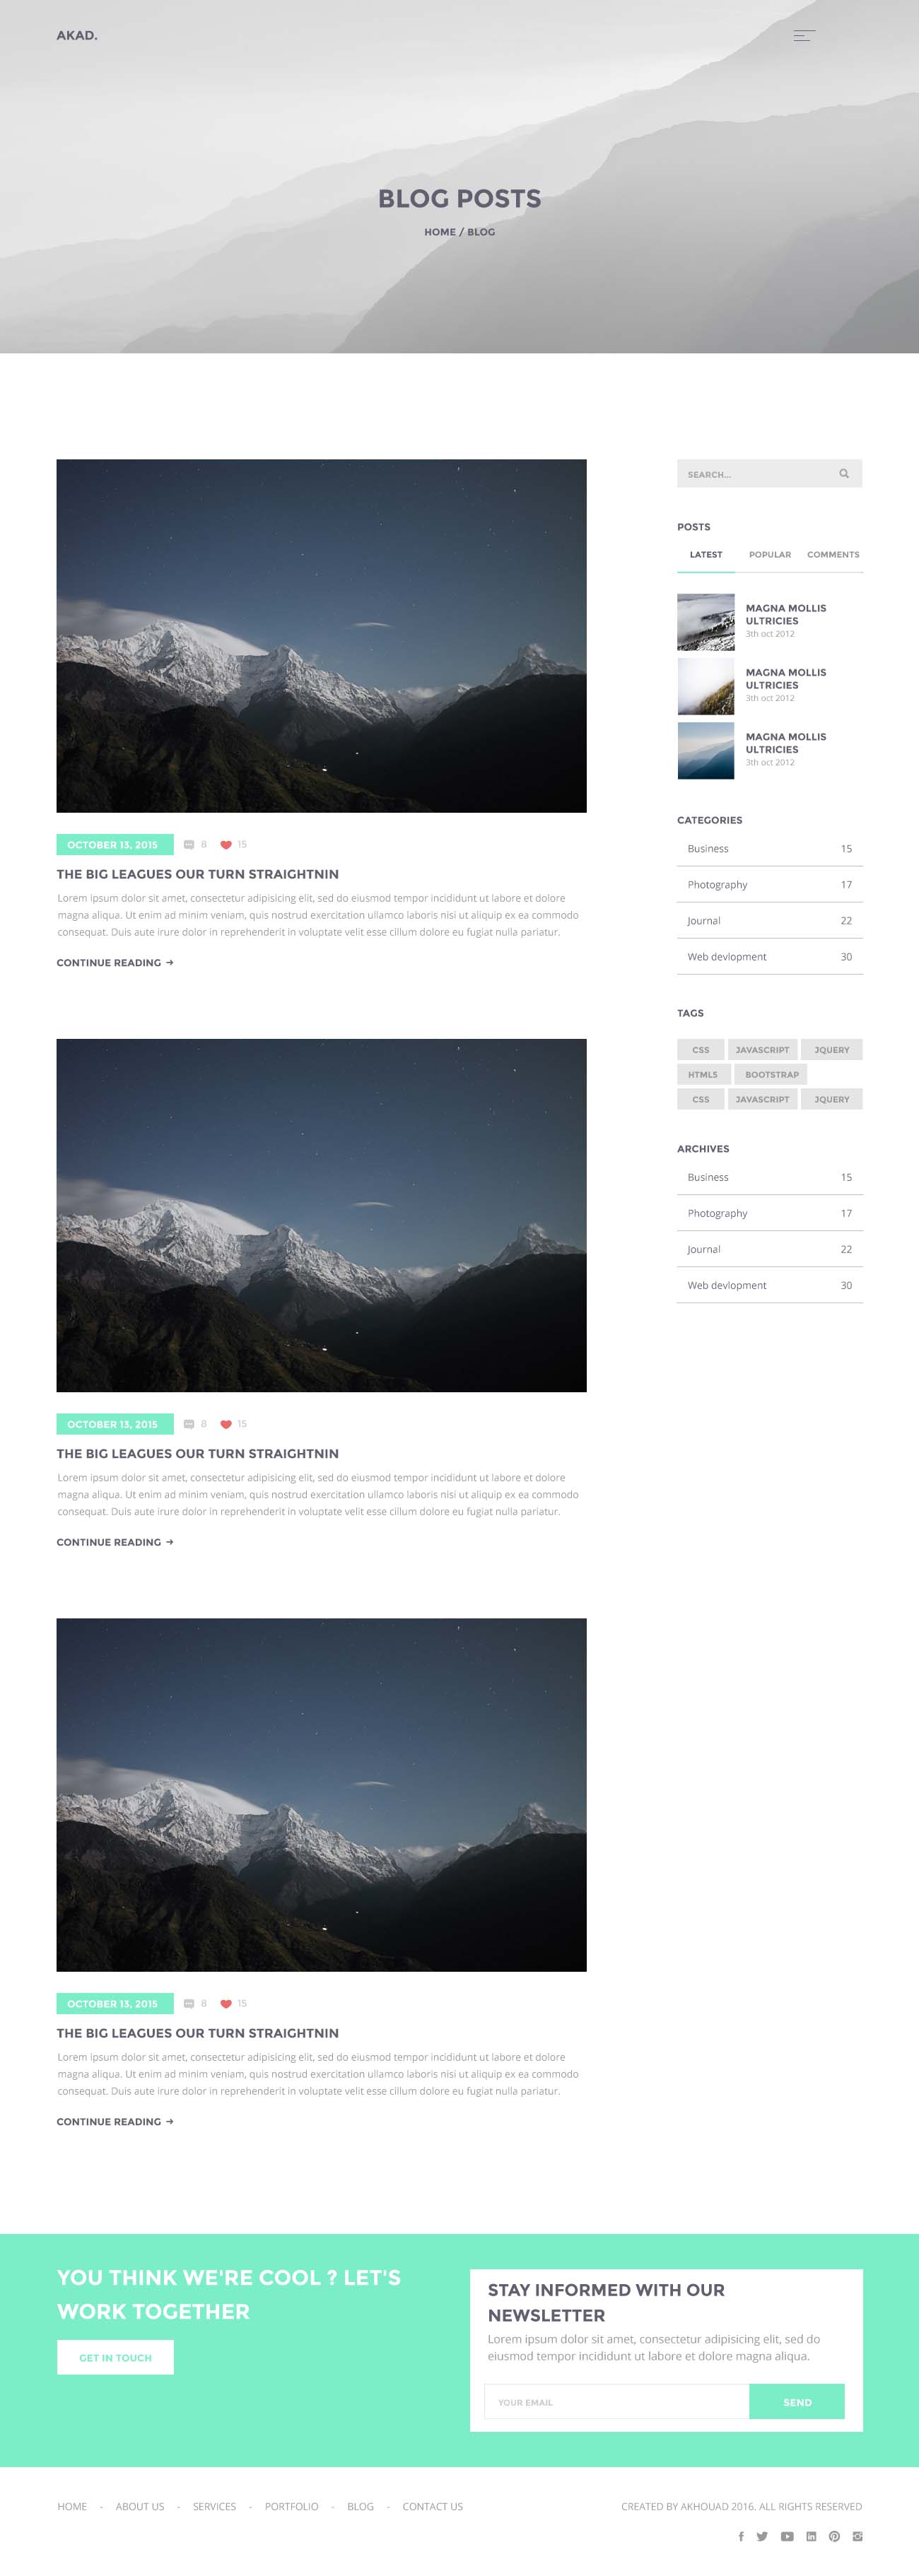 AKAD.
BLOG POSTS
HOME / BLOG
OCTOBER 13, 2015 8 15
THE BIG LEAGUES OUR TURN STRAIGHTNIN
Lorem ipsum dolor sit amet, consectetur adipisicing elit, sed do eiusmod tempor incididunt ut labore et dolore
magna aliqua. Ut enim ad minim veniam, quis nostrud exercitation ullamco laboris nisi ut aliquip ex ea commodo
consequat. Duis aute irure dolor in reprehenderit in voluptate velit esse cillum dolore eu fugiat nulla pariatur.
CONTINUE READING →
OCTOBER 13, 2015 8 15
THE BIG LEAGUES OUR TURN STRAIGHTNIN
Lorem ipsum dolor sit amet, consectetur adipisicing elit, sed do eiusmod tempor incididunt ut labore et dolore
magna aliqua. Ut enim ad minim veniam, quis nostrud exercitation ullamco laboris nisi ut aliquip ex ea commodo
consequat. Duis aute irure dolor in reprehenderit in voluptate velit esse cillum dolore eu fugiat nulla pariatur.
CONTINUE READING →
OCTOBER 13, 2015 8 15
THE BIG LEAGUES OUR TURN STRAIGHTNIN
Lorem ipsum dolor sit amet, consectetur adipisicing elit, sed do eiusmod tempor incididunt ut labore et dolore
magna aliqua. Ut enim ad minim veniam, quis nostrud exercitation ullamco laboris nisi ut aliquip ex ea commodo
consequat. Duis aute irure dolor in reprehenderit in voluptate velit esse cillum dolore eu fugiat nulla pariatur.
CONTINUE READING →
SEARCH...
POSTS
LATEST POPULAR COMMENTS
MAGNA MOLLIS
ULTRICIES
3th oct 2012
MAGNA MOLLIS
ULTRICIES
3th oct 2012
MAGNA MOLLIS
ULTRICIES
3th oct 2012
CATEGORIES
Business 15
Photography 17
Journal 22
Web devlopment 30
TAGS
CSS JAVASCRIPT JQUERY
HTML5 BOOTSTRAP
CSS JAVASCRIPT JQUERY
ARCHIVES
Business 15
Photography 17
Journal 22
Web devlopment 30
YOU THINK WE'RE COOL ? LET'S
WORK TOGETHER
GET IN TOUCH
STAY INFORMED WITH OUR
NEWSLETTER
Lorem ipsum dolor sit amet, consectetur adipisicing elit, sed do
eiusmod tempor incididunt ut labore et dolore magna aliqua.
YOUR EMAIL SEND
HOME - ABOUT US - SERVICES - PORTFOLIO - BLOG - CONTACT US
CREATED BY AKHOUAD 2016. ALL RIGHTS RESERVED